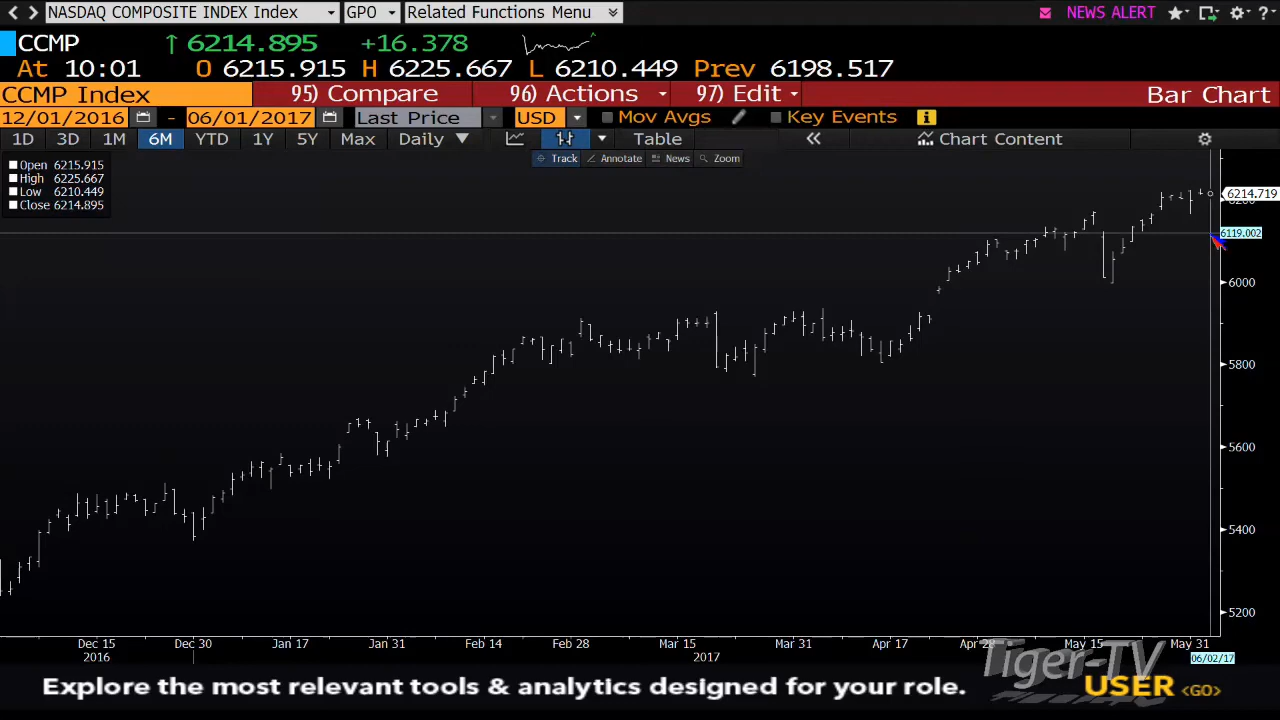 NASDAQ COMPOSITE INDEX Index GPO Related Functions Menu NEWS ALERT ?
CCMP 6214.895 +16.378
At 10:01 O 6215.915 H 6225.667 L 6210.449 Prev 6198.517
CCMP Index 95) Compare 96) Actions 97) Edit Bar Chart
12/01/2016 - 06/01/2017 Last Price USD Mov Avgs Key Events
1D 3D 1M 6M YTD 1Y 5Y Max Daily Table Chart Content
Track Annotate News Zoom
Open 6215.915
High 6225.667
Low 6210.449
Close 6214.895
6214.719
6200
6119.002
6000
5800
5600
5400
5200
Dec 15 Dec 30 Jan 17 Jan 31 Feb 14 Feb 28 Mar 15 Mar 31 Apr 17 Apr 28 May 15 May 31
2016 2017 06/02/17
Tiger-TV
Explore the most relevant tools & analytics designed for your role. USER <GO>